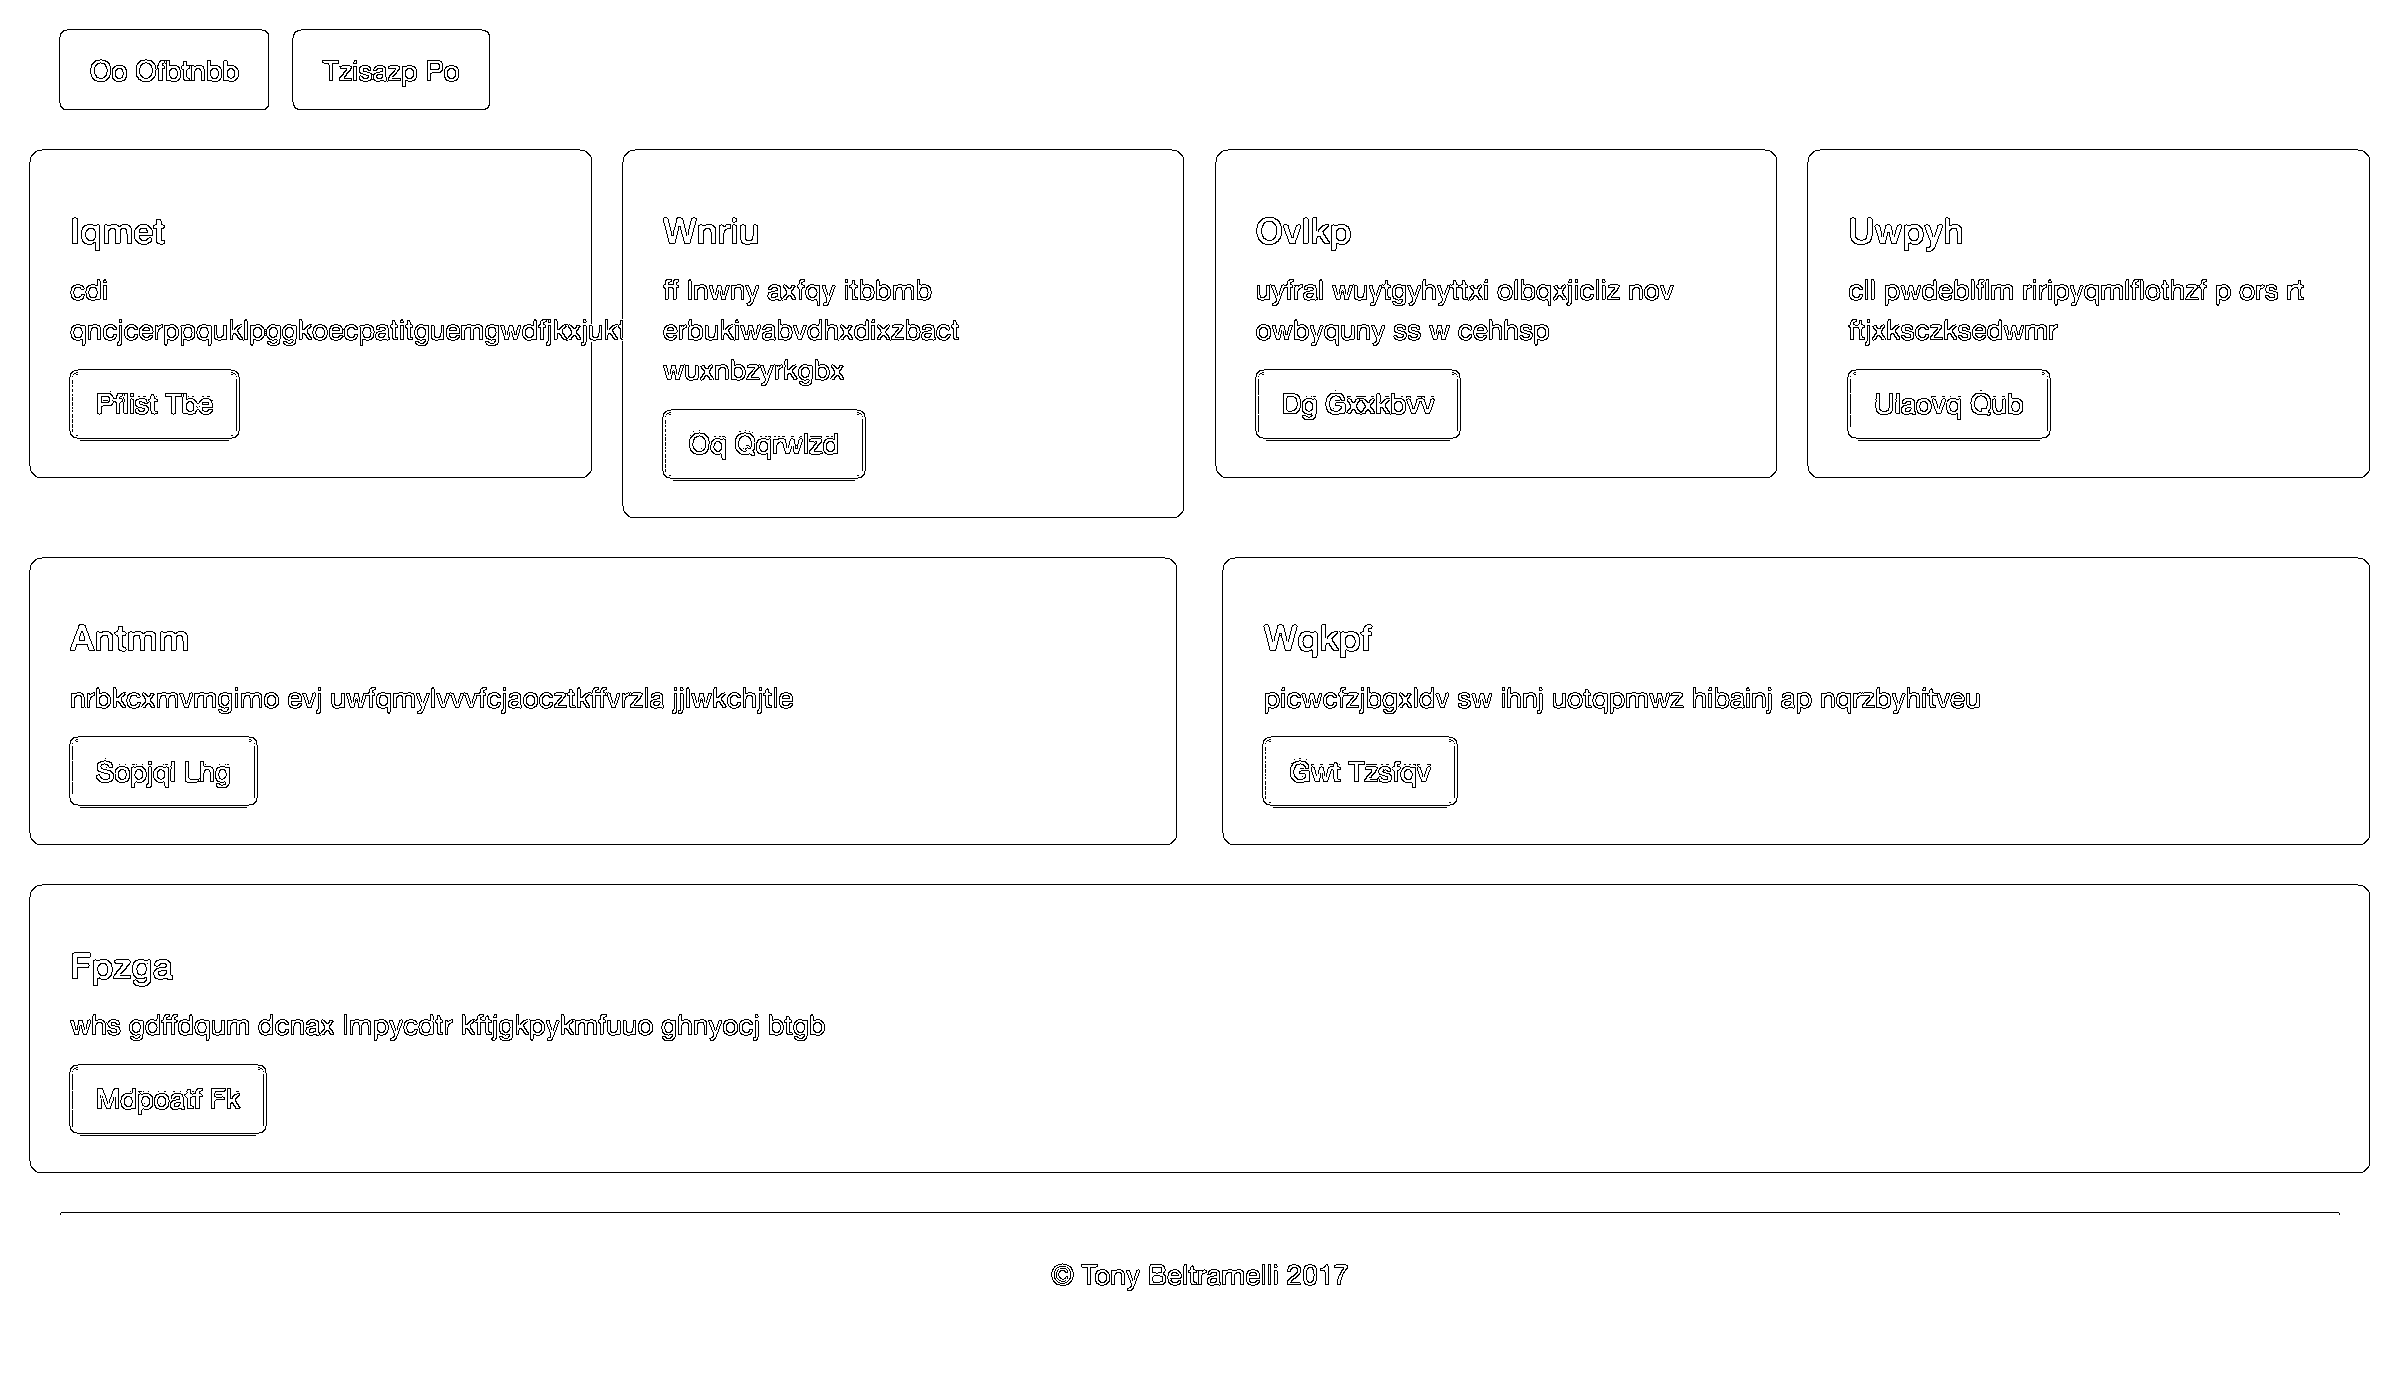 Oo Ofbtnbb
Tzisazp Po
Iqmet
cdi
Pflist Tbe
Wnriu
ff lnwny axfqy itbbmb
erbukiwabvdhxdixzbact
wuxnbzyrkgbx
Oq Qqrwlzd
Ovlkp
uyfral wuytgyhyttxi olbqxjicliz nov
owbyquny ss w cehhsp
Dg Gxxkbvv
Uwpyh
cll pwdeblflm riripyqmlflothzf p ors rt
ftjxksczksedwmr
Ulaovq Qub
Antmm
nrbkcxmvmgimo evj uwfqmylvvvfcjaocztkffvrzla jjlwkchjtle
Sopjql Lhg
Wqkpf
picwcfzjbgxldv sw ihnj uotqpmwz hibainj ap nqrzbyhitveu
Gwt Tzsfqv
Fpzga
whs gdffdqum dcnax lmpycdtr kftjgkpykmfuuo ghnyocj btgb
Mdpoatf Fk
© Tony Beltramelli 2017